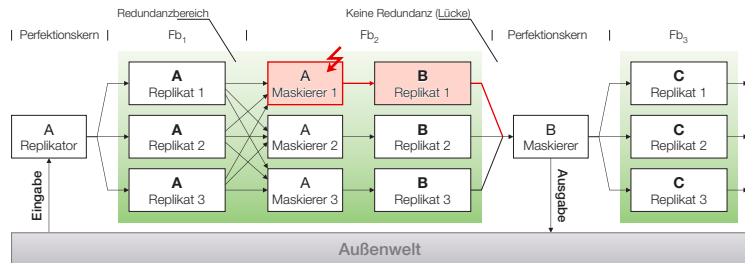 Redundanzbereich
Keine Redundanz (Lücke)
Perfektionskern
Fb1
Fb2
Perfektionskern
Fb3
A
Replikator
A
Replikat 1
A
Replikat 2
A
Replikat 3
A
Maskierer 1
A
Maskierer 2
A
Maskierer 3
B
Replikat 1
B
Replikat 2
B
Replikat 3
B
Maskierer
C
Replikat 1
C
Replikat 2
C
Replikat 3
Eingabe
Ausgabe
Außenwelt